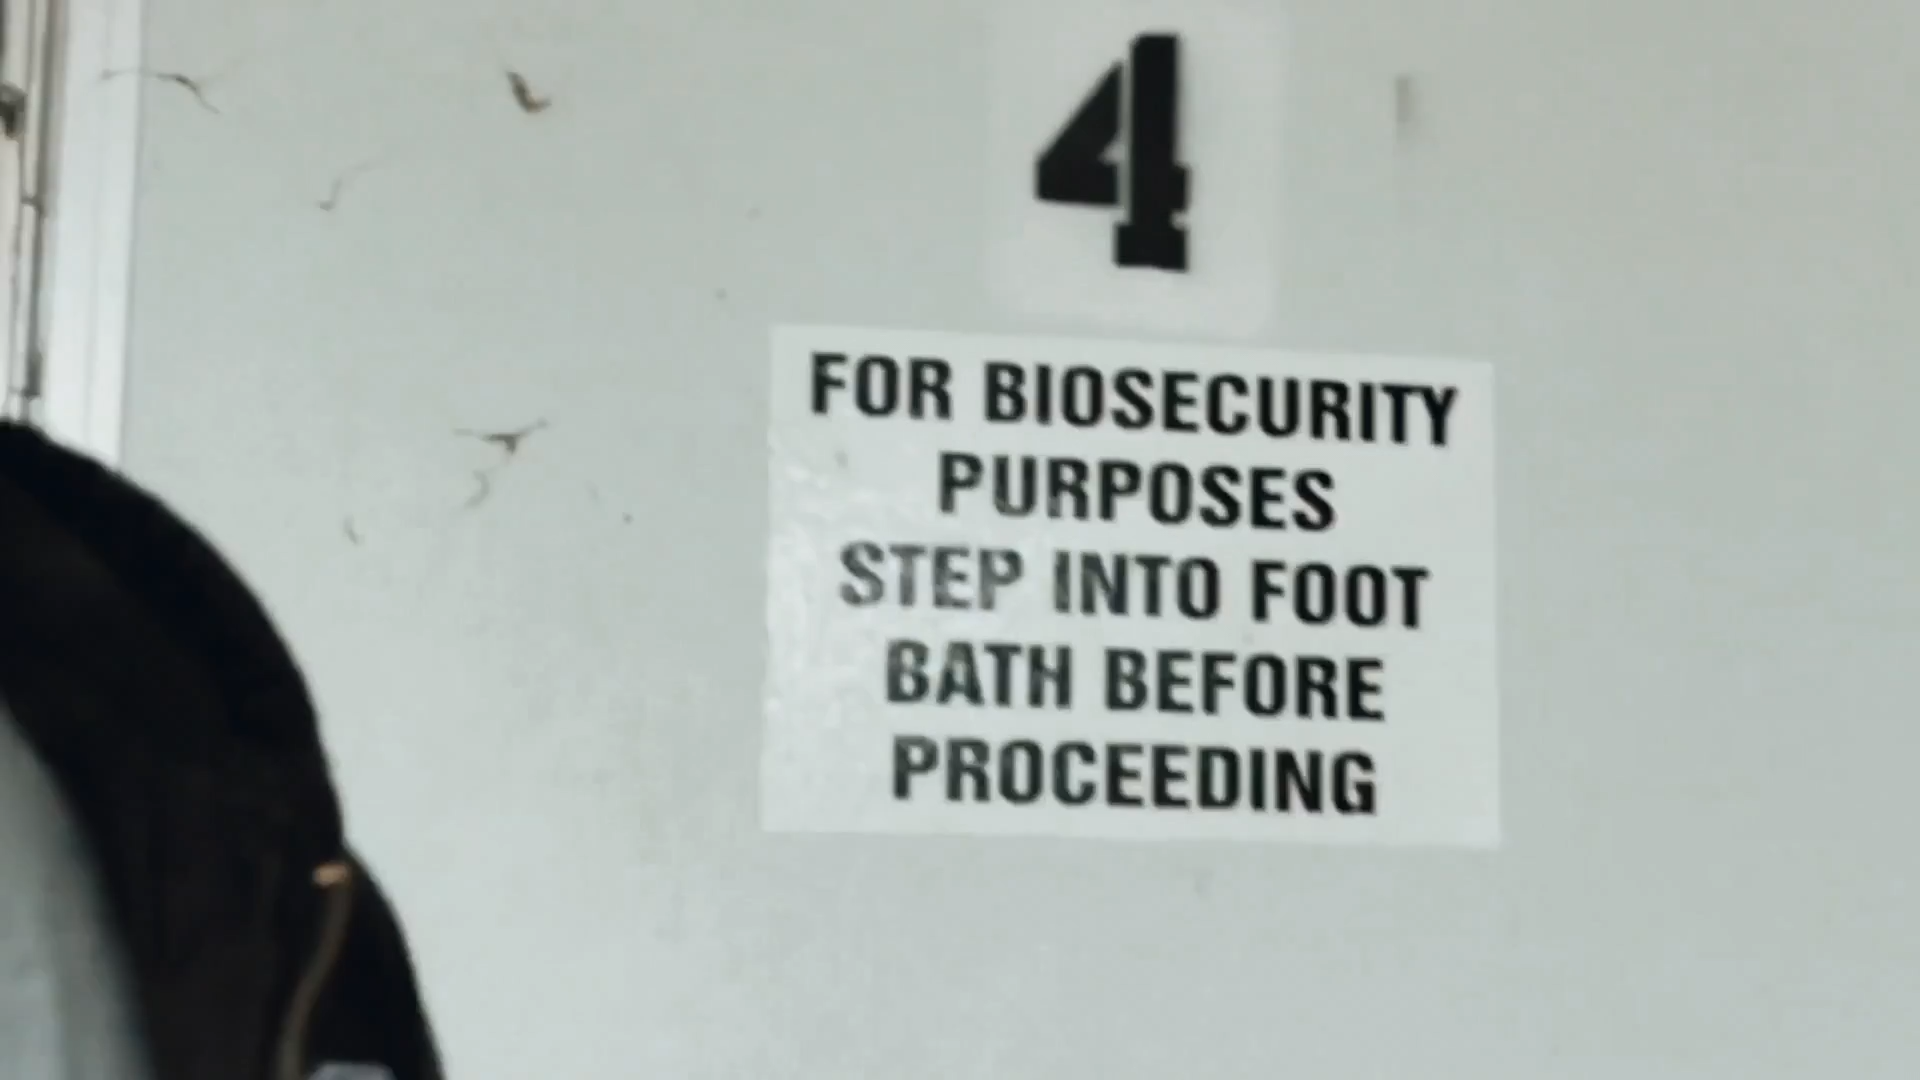 4
FOR BIOSECURITY
PURPOSES
STEP INTO FOOT
BATH BEFORE
PROCEEDING